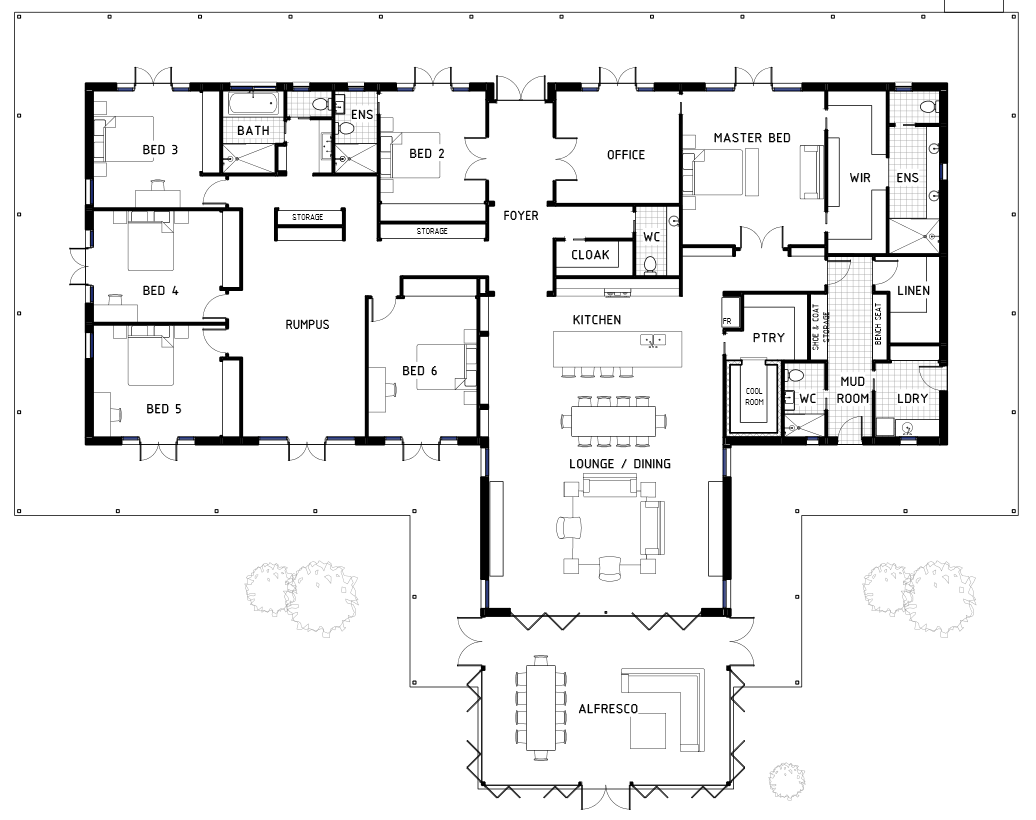 BED 3
BATH
ENS
BED 2
OFFICE
MASTER BED
WIR
ENS
STORAGE
STORAGE
FOYER
WC
CLOAK
BED 4
LINEN
RUMPUS
KITCHEN
FR
PTRY
SHOE & COAT
STORAGE
BENCH SEAT
BED 6
COOL
ROOM
WC
MUD
ROOM
LDRY
BED 5
LOUNGE / DINING
ALFRESCO